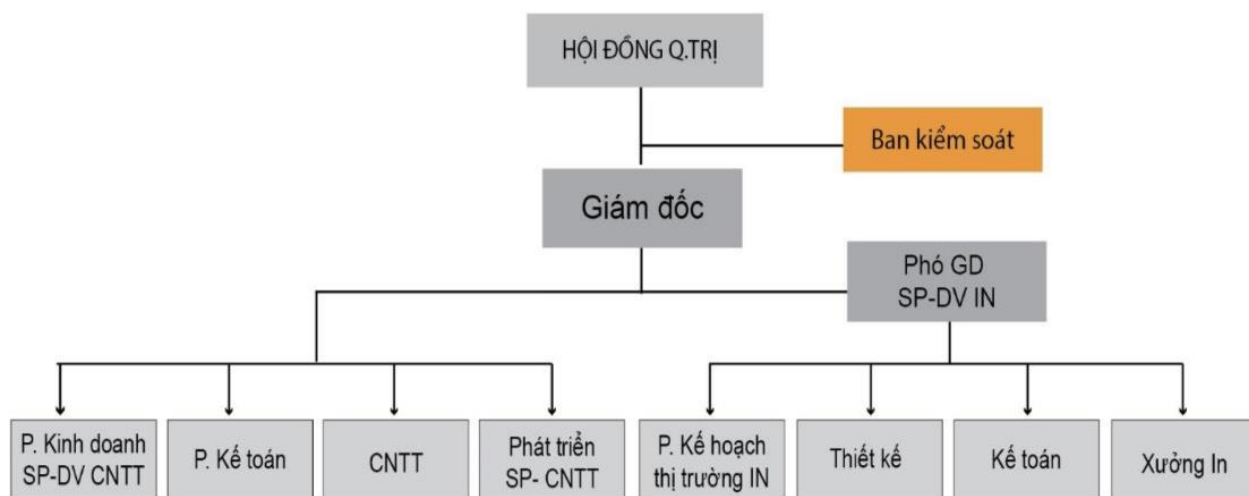 HỘI ĐỒNG Q.TRỊ
Ban kiểm soát
Giám đốc
Phó GD
SP-DV IN
P. Kinh doanh
SP-DV CNTT
P. Kế toán
CNTT
Phát triển
SP- CNTT
P. Kế hoạch
thị trường IN
Thiết kế
Kế toán
Xưởng In